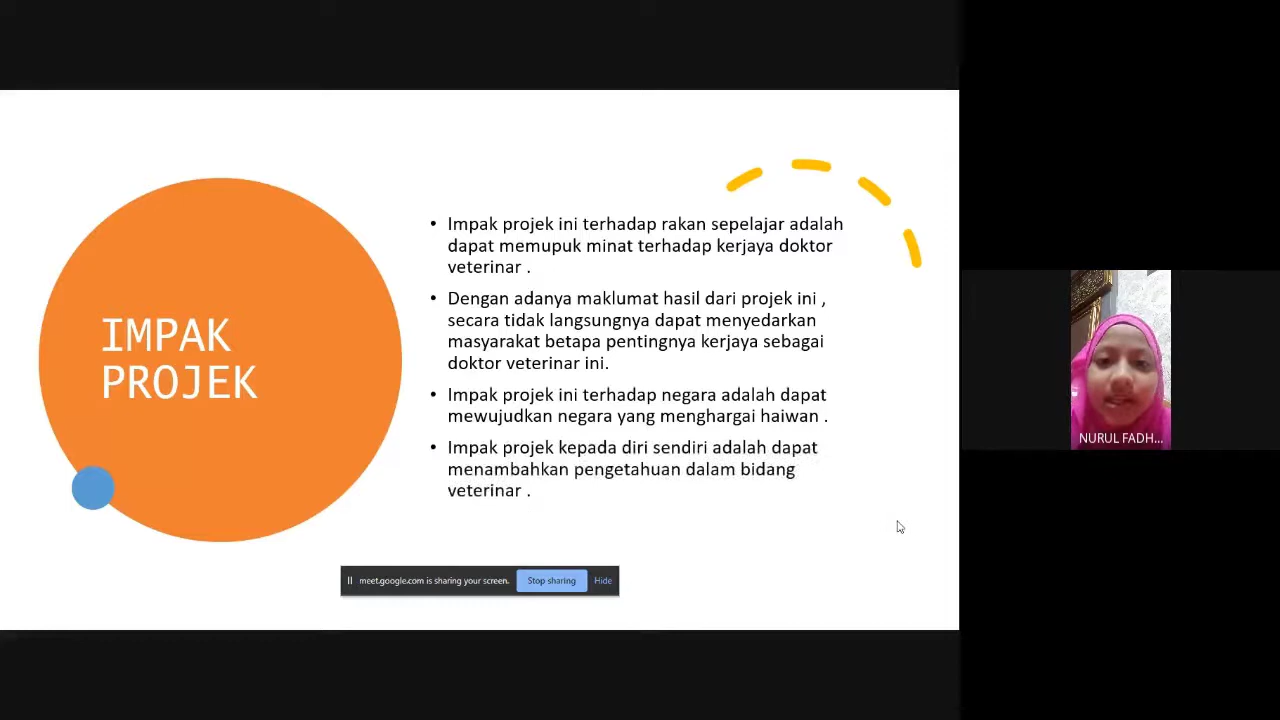 IMPAK
PROJEK
• Impak projek ini terhadap rakan sepelajar adalah
dapat memupuk minat terhadap kerjaya doktor
veterinar .
• Dengan adanya maklumat hasil dari projek ini ,
secara tidak langsungnya dapat menyedarkan
masyarakat betapa pentingnya kerjaya sebagai
doktor veterinar ini.
• Impak projek ini terhadap negara adalah dapat
mewujudkan negara yang menghargai haiwan .
• Impak projek kepada diri sendiri adalah dapat
menambahkan pengetahuan dalam bidang
veterinar .
meet.google.com is sharing your screen. Stop sharing Hide
NURUL FADH...